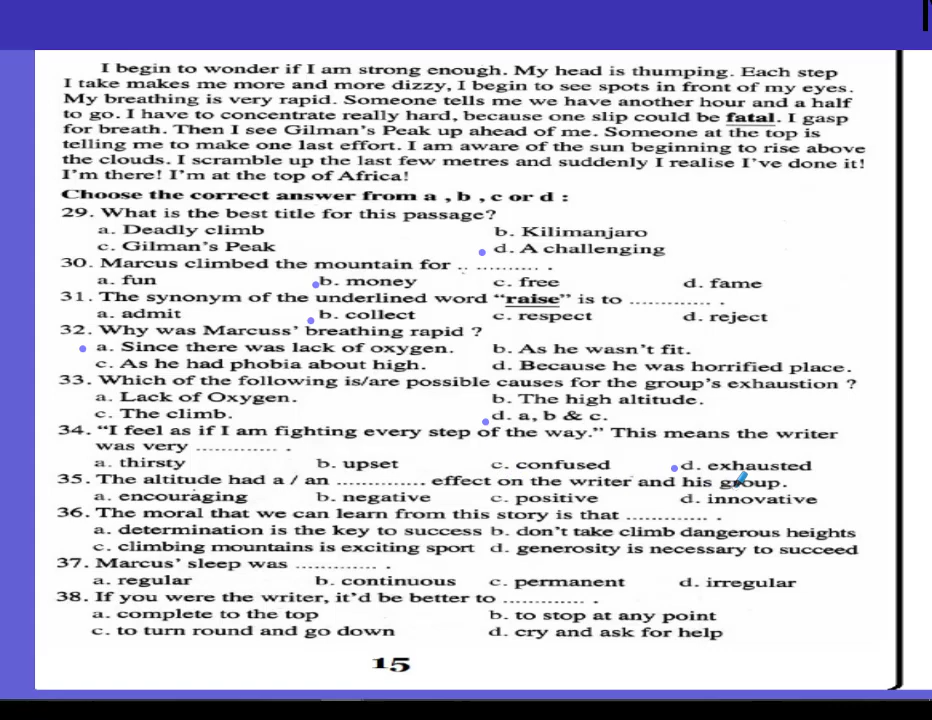 I begin to wonder if I am strong enough. My head is thumping. Each step
I take makes me more and more dizzy, I begin to see spots in front of my eyes.
My breathing is very rapid. Someone tells me we have another hour and a half
to go. I have to concentrate really hard, because one slip could be fatal. I gasp
for breath. Then I see Gilman's Peak up ahead of me. Someone at the top is
telling me to make one last effort. I am aware of the sun beginning to rise above
the clouds. I scramble up the last few metres and suddenly I realise I've done it!
I'm there! I'm at the top of Africa!
Choose the correct answer from a , b , c or d :
29. What is the best title for this passage?
a. Deadly climb b. Kilimanjaro
c. Gilman's Peak d. A challenging
30. Marcus climbed the mountain for .. ........... .
a. fun b. money c. free d. fame
31. The synonym of the underlined word "raise" is to ............ .
a. admit b. collect c. respect d. reject
32. Why was Marcuss' breathing rapid ?
a. Since there was lack of oxygen. b. As he wasn't fit.
c. As he had phobia about high. d. Because he was horrified place.
33. Which of the following is/are possible causes for the group's exhaustion ?
a. Lack of Oxygen. b. The high altitude.
c. The climb. d. a, b & c.
34. "I feel as if I am fighting every step of the way." This means the writer
was very ............ .
a. thirsty b. upset c. confused d. exhausted
35. The altitude had a / an ............. effect on the writer and his group.
a. encouraging b. negative c. positive d. innovative
36. The moral that we can learn from this story is that ............ .
a. determination is the key to success b. don't take climb dangerous heights
c. climbing mountains is exciting sport d. generosity is necessary to succeed
37. Marcus' sleep was ............ .
a. regular b. continuous c. permanent d. irregular
38. If you were the writer, it'd be better to ............ .
a. complete to the top b. to stop at any point
c. to turn round and go down d. cry and ask for help
15